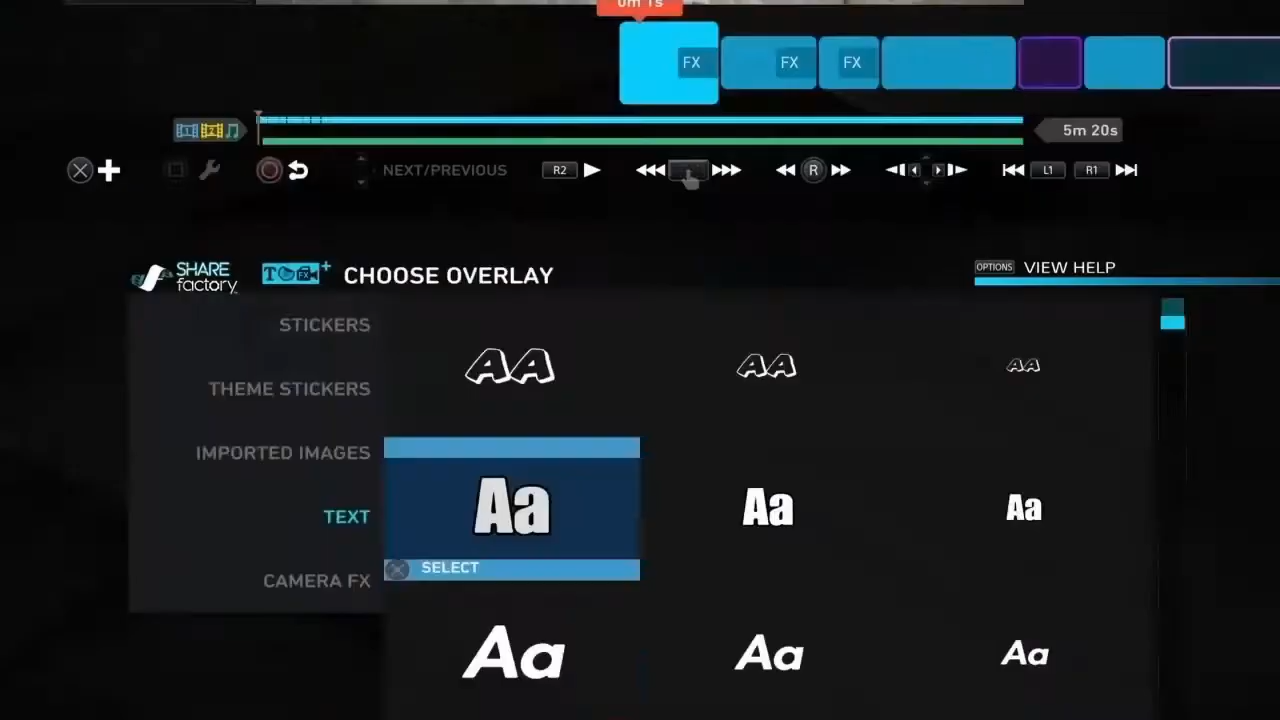 0m 1s
FX
FX
FX
5m 20s
NEXT/PREVIOUS
R2
R
L1
R1
SHARE
factory
CHOOSE OVERLAY
OPTIONS
VIEW HELP
STICKERS
THEME STICKERS
IMPORTED IMAGES
TEXT
CAMERA FX
AA
AA
AA
Aa
Aa
Aa
SELECT
Aa
Aa
Aa